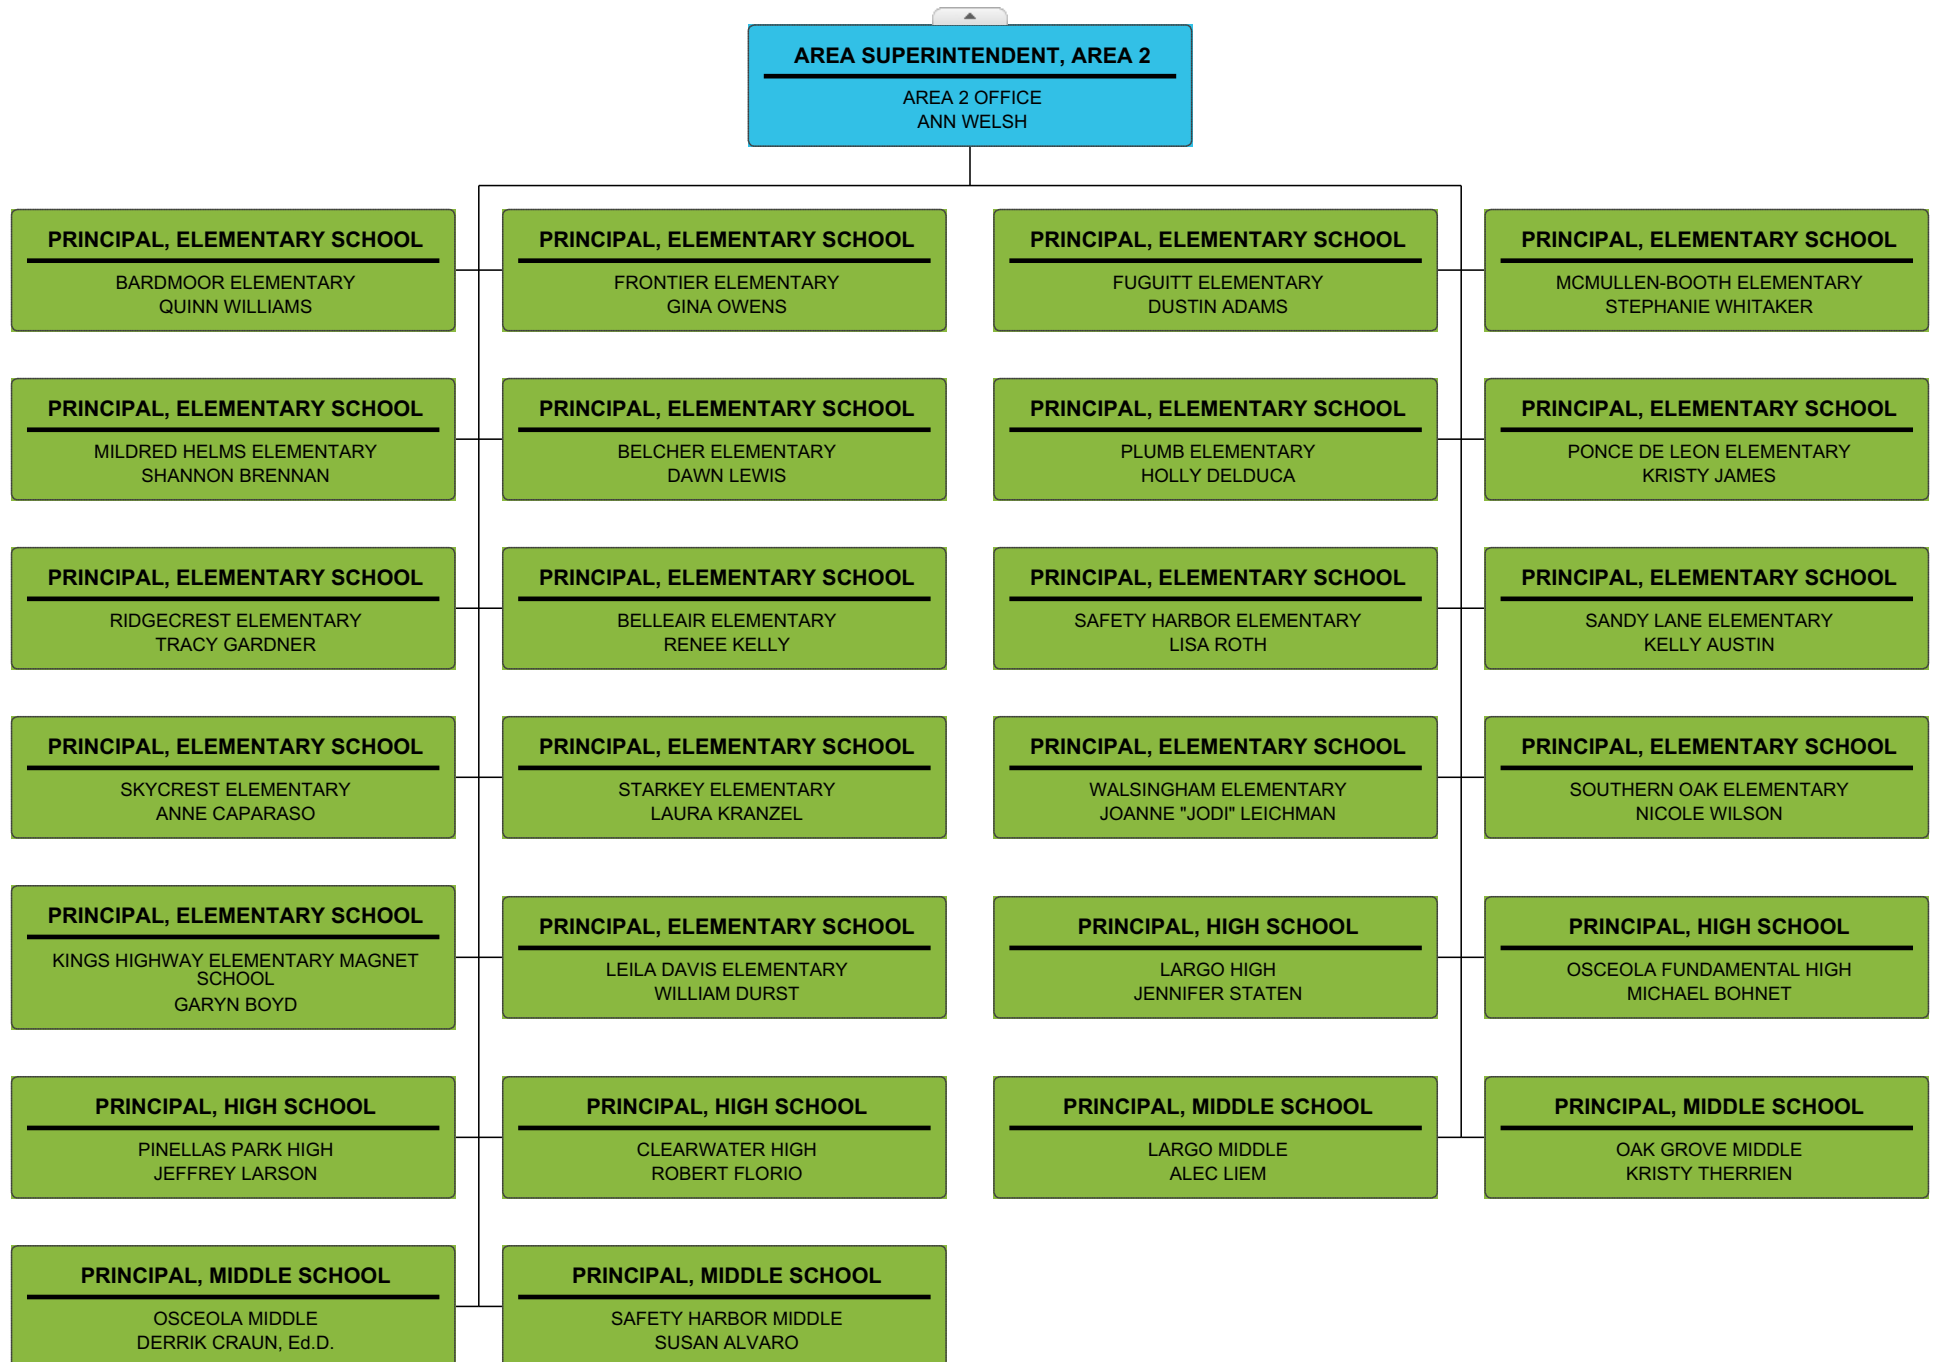 AREA SUPERINTENDENT, AREA 2
AREA 2 OFFICE
ANN WELSH
PRINCIPAL, ELEMENTARY SCHOOL
BARDMOOR ELEMENTARY
QUINN WILLIAMS
PRINCIPAL, ELEMENTARY SCHOOL
FRONTIER ELEMENTARY
GINA OWENS
PRINCIPAL, ELEMENTARY SCHOOL
FUGUITT ELEMENTARY
DUSTIN ADAMS
PRINCIPAL, ELEMENTARY SCHOOL
MCMULLEN-BOOTH ELEMENTARY
STEPHANIE WHITAKER
PRINCIPAL, ELEMENTARY SCHOOL
MILDRED HELMS ELEMENTARY
SHANNON BRENNAN
PRINCIPAL, ELEMENTARY SCHOOL
BELCHER ELEMENTARY
DAWN LEWIS
PRINCIPAL, ELEMENTARY SCHOOL
PLUMB ELEMENTARY
HOLLY DELDUCA
PRINCIPAL, ELEMENTARY SCHOOL
PONCE DE LEON ELEMENTARY
KRISTY JAMES
PRINCIPAL, ELEMENTARY SCHOOL
RIDGECREST ELEMENTARY
TRACY GARDNER
PRINCIPAL, ELEMENTARY SCHOOL
BELLEAIR ELEMENTARY
RENEE KELLY
PRINCIPAL, ELEMENTARY SCHOOL
SAFETY HARBOR ELEMENTARY
LISA ROTH
PRINCIPAL, ELEMENTARY SCHOOL
SANDY LANE ELEMENTARY
KELLY AUSTIN
PRINCIPAL, ELEMENTARY SCHOOL
SKYCREST ELEMENTARY
ANNE CAPARASO
PRINCIPAL, ELEMENTARY SCHOOL
STARKEY ELEMENTARY
LAURA KRANZEL
PRINCIPAL, ELEMENTARY SCHOOL
WALSINGHAM ELEMENTARY
JOANNE "JODI" LEICHMAN
PRINCIPAL, ELEMENTARY SCHOOL
SOUTHERN OAK ELEMENTARY
NICOLE WILSON
PRINCIPAL, ELEMENTARY SCHOOL
KINGS HIGHWAY ELEMENTARY MAGNET
SCHOOL
GARYN BOYD
PRINCIPAL, ELEMENTARY SCHOOL
LEILA DAVIS ELEMENTARY
WILLIAM DURST
PRINCIPAL, HIGH SCHOOL
LARGO HIGH
JENNIFER STATEN
PRINCIPAL, HIGH SCHOOL
OSCEOLA FUNDAMENTAL HIGH
MICHAEL BOHNET
PRINCIPAL, HIGH SCHOOL
PINELLAS PARK HIGH
JEFFREY LARSON
PRINCIPAL, HIGH SCHOOL
CLEARWATER HIGH
ROBERT FLORIO
PRINCIPAL, MIDDLE SCHOOL
LARGO MIDDLE
ALEC LIEM
PRINCIPAL, MIDDLE SCHOOL
OAK GROVE MIDDLE
KRISTY THERRIEN
PRINCIPAL, MIDDLE SCHOOL
OSCEOLA MIDDLE
DERRIK CRAUN, Ed.D.
PRINCIPAL, MIDDLE SCHOOL
SAFETY HARBOR MIDDLE
SUSAN ALVARO